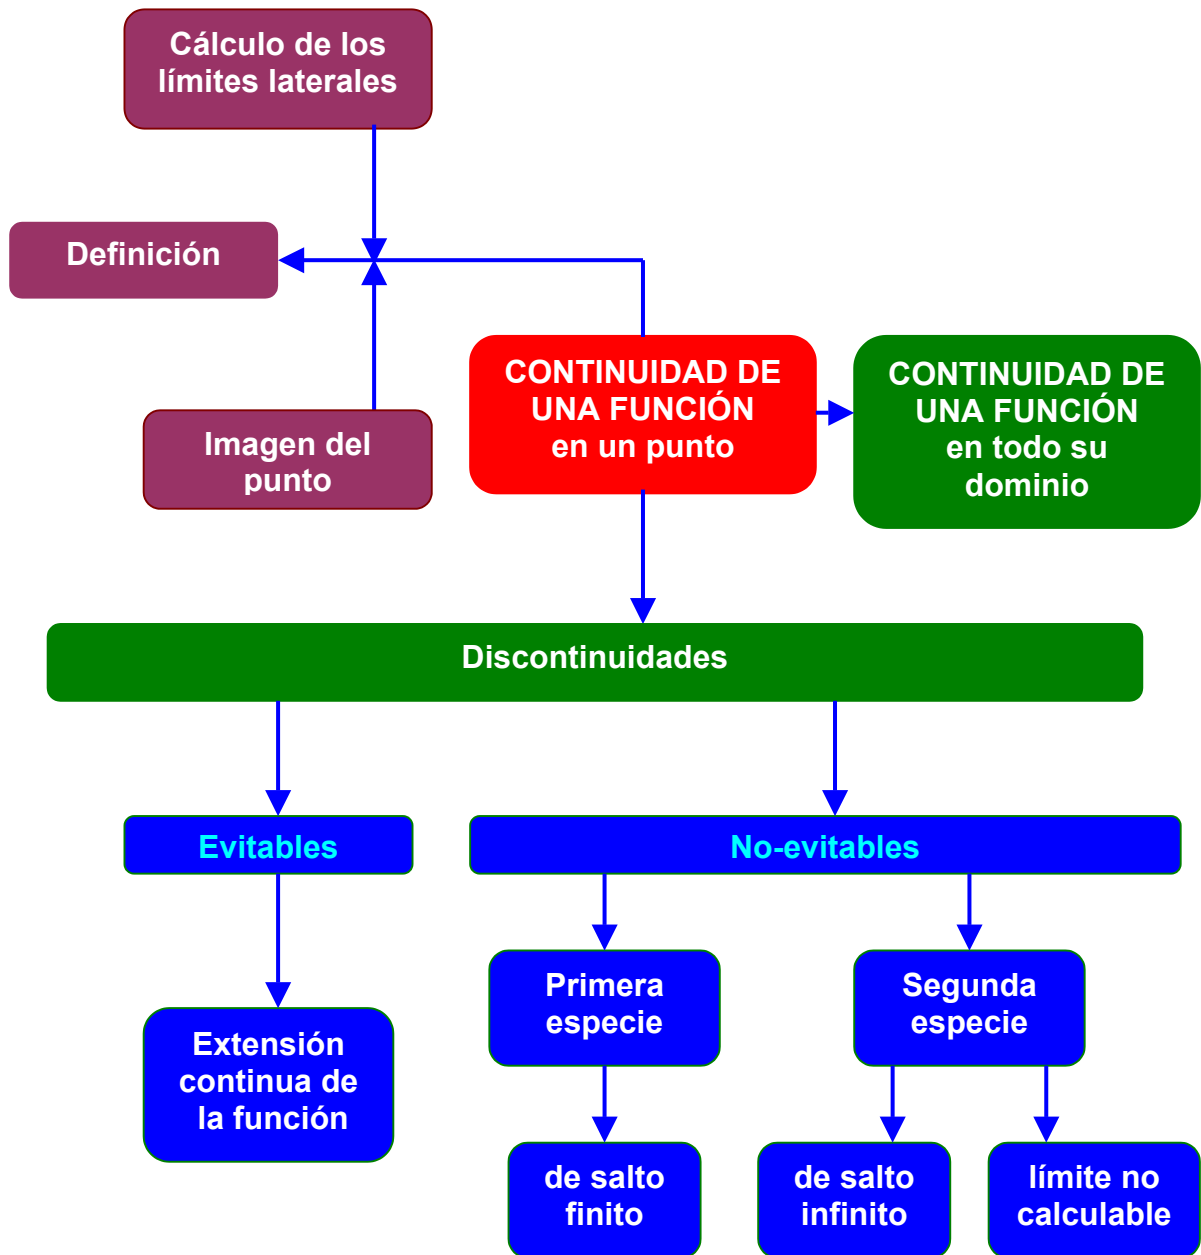 Cálculo de los
límites laterales
Definición
Imagen del
punto
CONTINUIDAD DE
UNA FUNCIÓN
en un punto
CONTINUIDAD DE
UNA FUNCIÓN
en todo su
dominio
Discontinuidades
Evitables
No-evitables
Extensión
continua de
la función
Primera
especie
Segunda
especie
de salto
finito
de salto
infinito
límite no
calculable